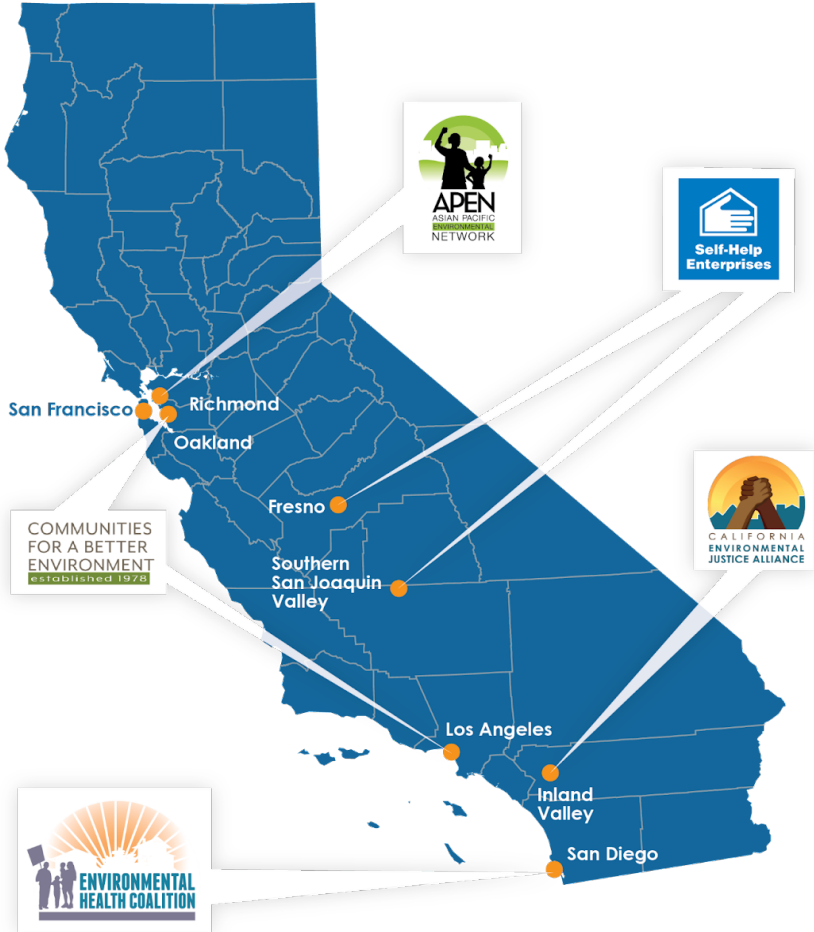 APEN
ASIAN PACIFIC
ENVIRONMENTAL
NETWORK
Self-Help
Enterprises
San Francisco
Richmond
Oakland
Fresno
COMMUNITIES
FOR A BETTER
ENVIRONMENT
established 1978
Southern
San Joaquin
Valley
CALIFORNIA
ENVIRONMENTAL
JUSTICE ALLIANCE
Los Angeles
Inland
Valley
San Diego
ENVIRONMENTAL
HEALTH COALITION